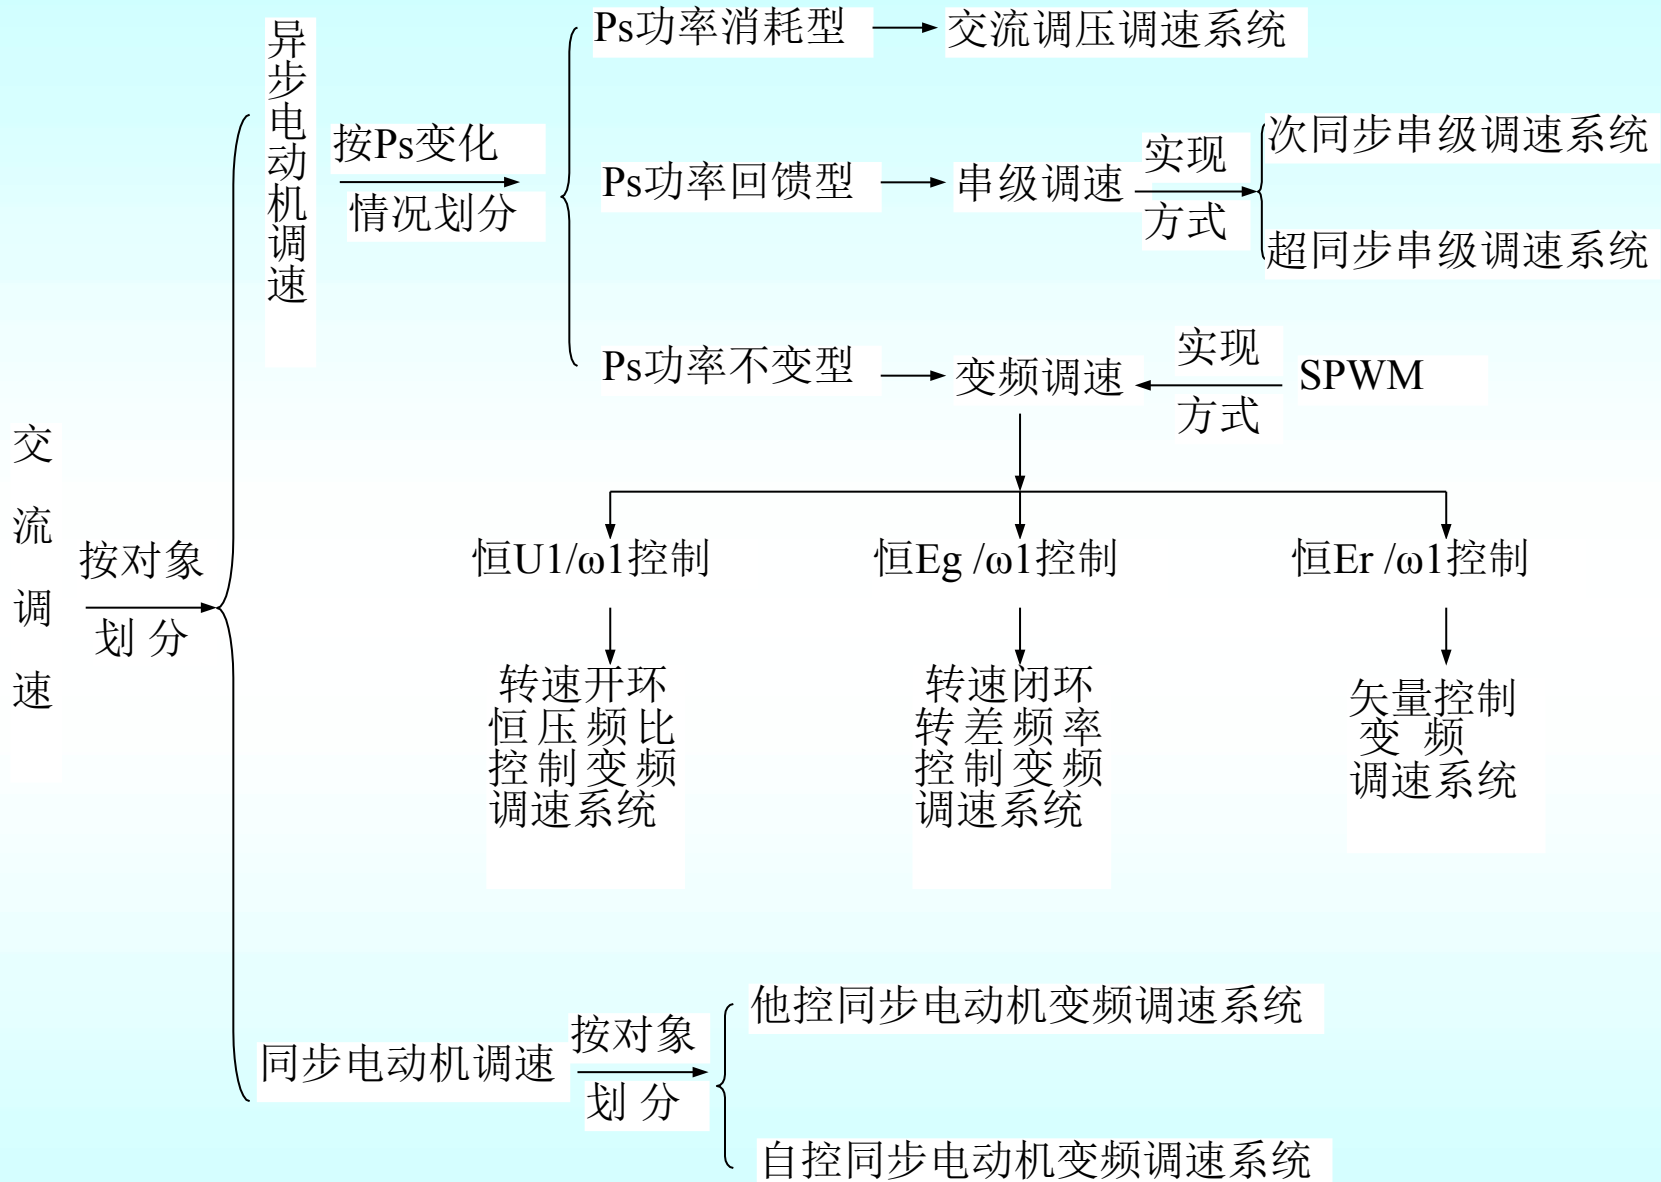 交流调速
按对象
划 分
异步电动机调速
按Ps变化
情况划分
Ps功率消耗型
交流调压调速系统
Ps功率回馈型
串级调速
实现
方式
次同步串级调速系统
超同步串级调速系统
Ps功率不变型
变频调速
实现
方式
SPWM
恒U1/ω1控制
恒Eg /ω1控制
恒Er /ω1控制
转速开环
恒压频比
控制变频
调速系统
转速闭环
转差频率
控制变频
调速系统
矢量控制
变 频
调速系统
同步电动机调速
按对象
划 分
他控同步电动机变频调速系统
自控同步电动机变频调速系统